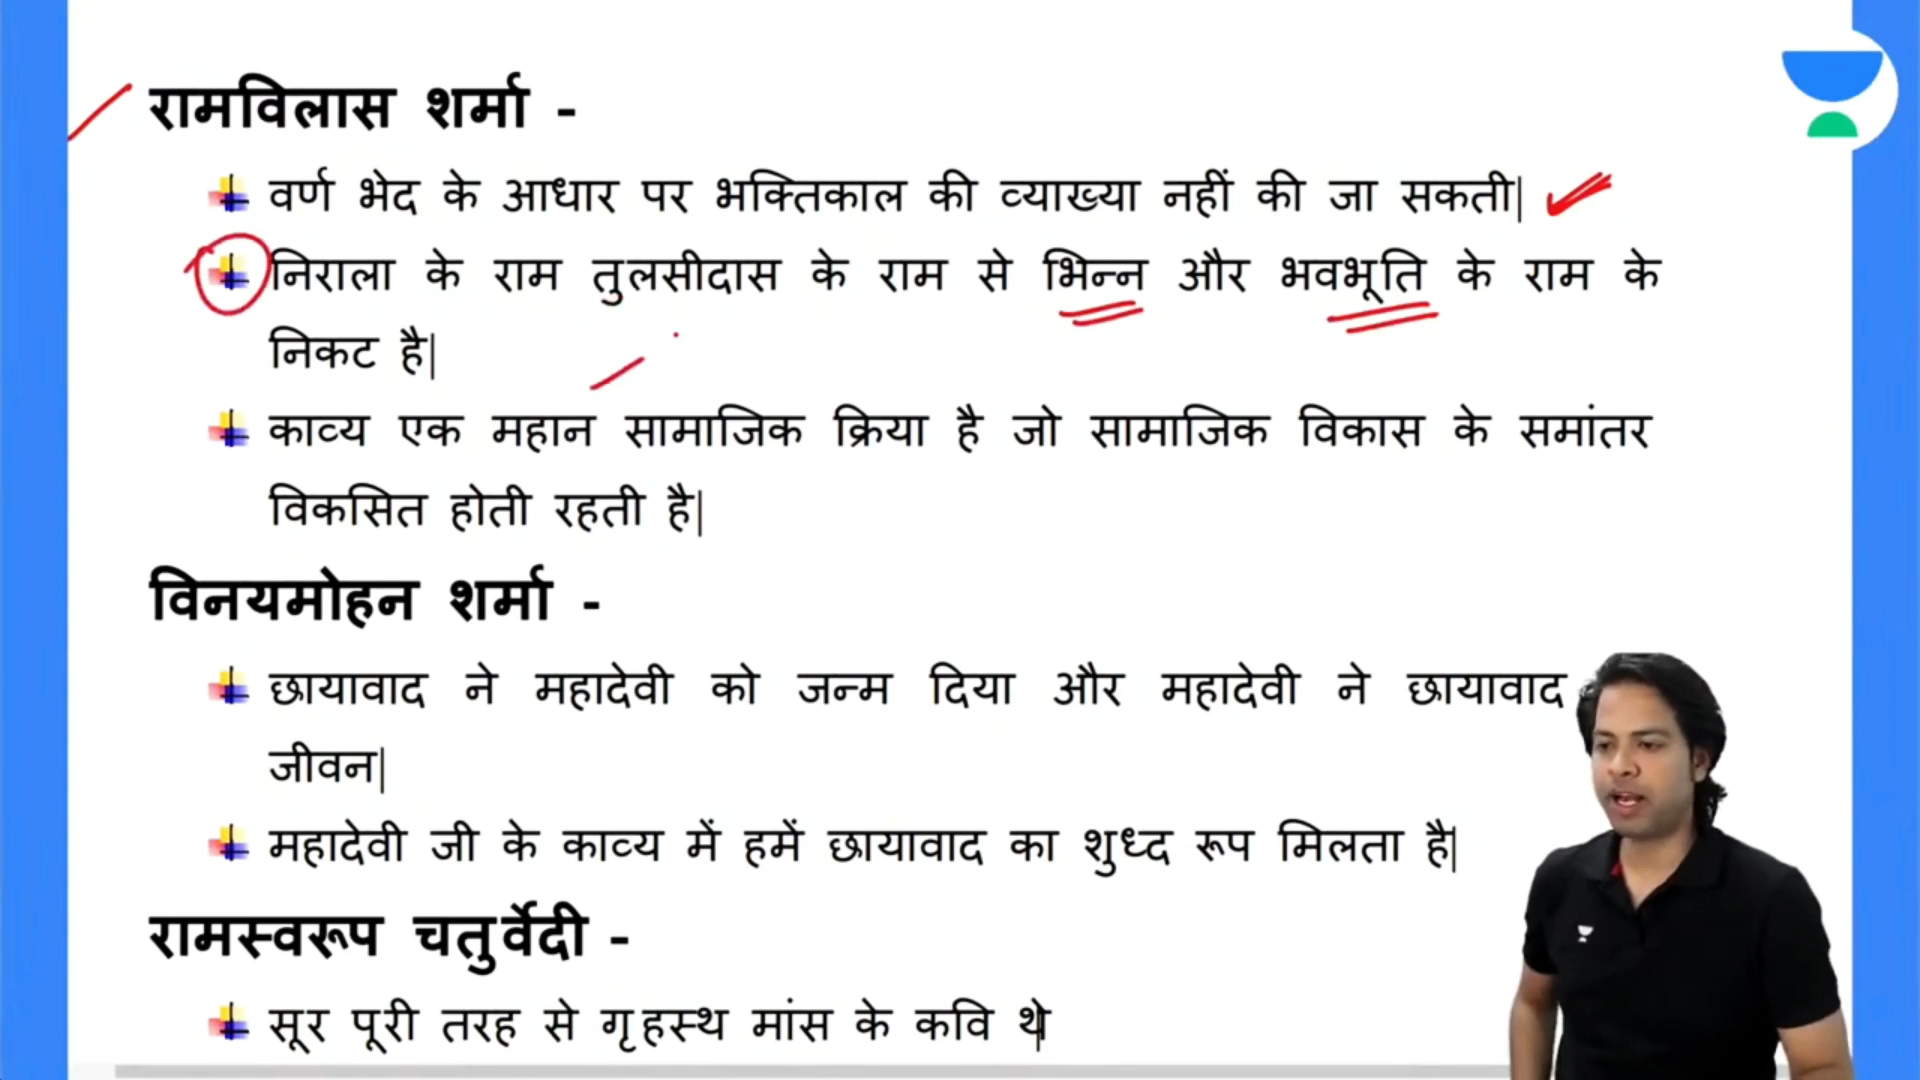 रामविलास शर्मा -
वर्ण भेद के आधार पर भक्तिकाल की व्याख्या नहीं की जा सकती|
निराला के राम तुलसीदास के राम से भिन्न और भवभूति के राम के
निकट है|
काव्य एक महान सामाजिक क्रिया है जो सामाजिक विकास के समांतर
विकसित होती रहती है|
विनयमोहन शर्मा -
छायावाद ने महादेवी को जन्म दिया और महादेवी ने छायावाद
जीवन|
महादेवी जी के काव्य में हमें छायावाद का शुध्द रूप मिलता है|
रामस्वरूप चतुर्वेदी -
सूर पूरी तरह से गृहस्थ मांस के कवि थे|